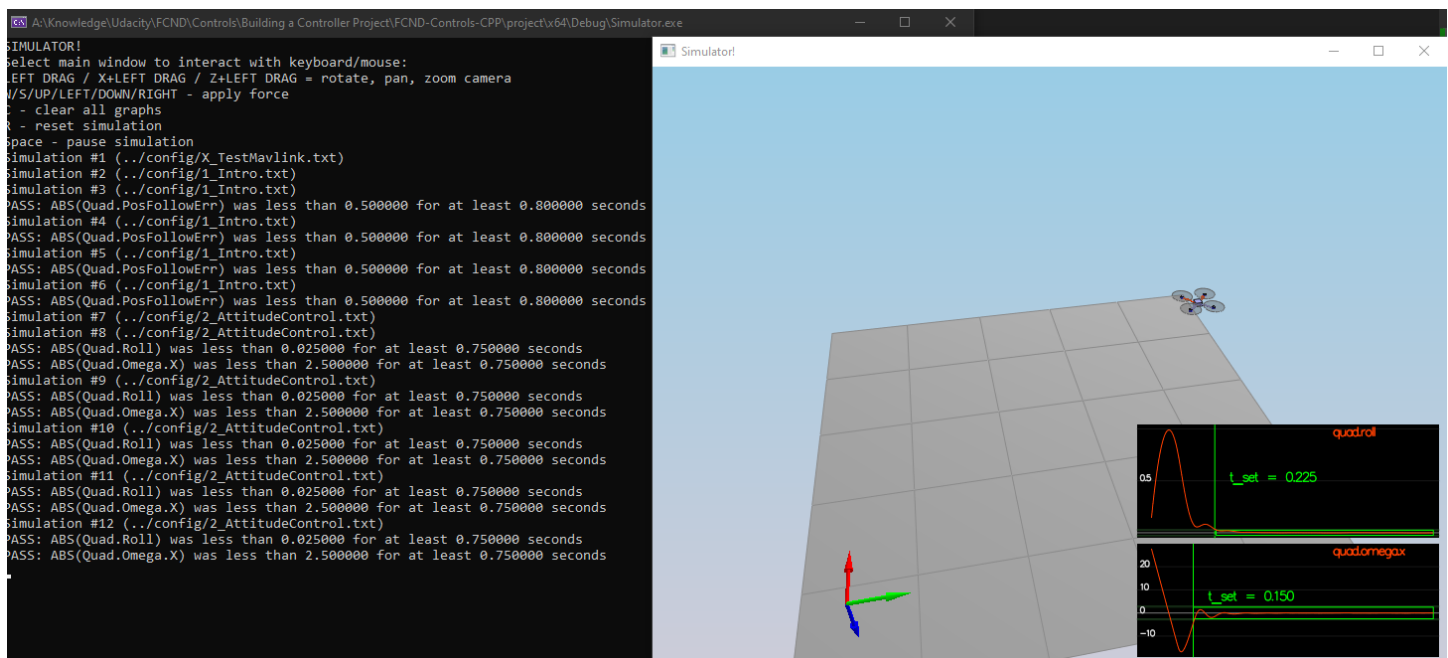 A:\Knowledge\Udacity\FCND\Controls\Building a Controller Project\FCND-Controls-CPP\project\x64\Debug\Simulator.exe
SIMULATOR!
Select main window to interact with keyboard/mouse:
LEFT DRAG / X+LEFT DRAG / Z+LEFT DRAG = rotate, pan, zoom camera
W/S/UP/LEFT/DOWN/RIGHT - apply force
C - clear all graphs
R - reset simulation
Space - pause simulation
Simulation #1 (../config/X_TestMavlink.txt)
Simulation #2 (../config/1_Intro.txt)
Simulation #3 (../config/1_Intro.txt)
PASS: ABS(Quad.PosFollowErr) was less than 0.500000 for at least 0.800000 seconds
Simulation #4 (../config/1_Intro.txt)
PASS: ABS(Quad.PosFollowErr) was less than 0.500000 for at least 0.800000 seconds
Simulation #5 (../config/1_Intro.txt)
PASS: ABS(Quad.PosFollowErr) was less than 0.500000 for at least 0.800000 seconds
Simulation #6 (../config/1_Intro.txt)
PASS: ABS(Quad.PosFollowErr) was less than 0.500000 for at least 0.800000 seconds
Simulation #7 (../config/2_AttitudeControl.txt)
Simulation #8 (../config/2_AttitudeControl.txt)
PASS: ABS(Quad.Roll) was less than 0.025000 for at least 0.750000 seconds
PASS: ABS(Quad.Omega.X) was less than 2.500000 for at least 0.750000 seconds
Simulation #9 (../config/2_AttitudeControl.txt)
PASS: ABS(Quad.Roll) was less than 0.025000 for at least 0.750000 seconds
PASS: ABS(Quad.Omega.X) was less than 2.500000 for at least 0.750000 seconds
Simulation #10 (../config/2_AttitudeControl.txt)
PASS: ABS(Quad.Roll) was less than 0.025000 for at least 0.750000 seconds
PASS: ABS(Quad.Omega.X) was less than 2.500000 for at least 0.750000 seconds
Simulation #11 (../config/2_AttitudeControl.txt)
PASS: ABS(Quad.Roll) was less than 0.025000 for at least 0.750000 seconds
PASS: ABS(Quad.Omega.X) was less than 2.500000 for at least 0.750000 seconds
Simulation #12 (../config/2_AttitudeControl.txt)
PASS: ABS(Quad.Roll) was less than 0.025000 for at least 0.750000 seconds
PASS: ABS(Quad.Omega.X) was less than 2.500000 for at least 0.750000 seconds
Simulator!
quad.roll
0.5
t_set = 0.225
quad.omega.x
20
10
t_set = 0.150
0
-10